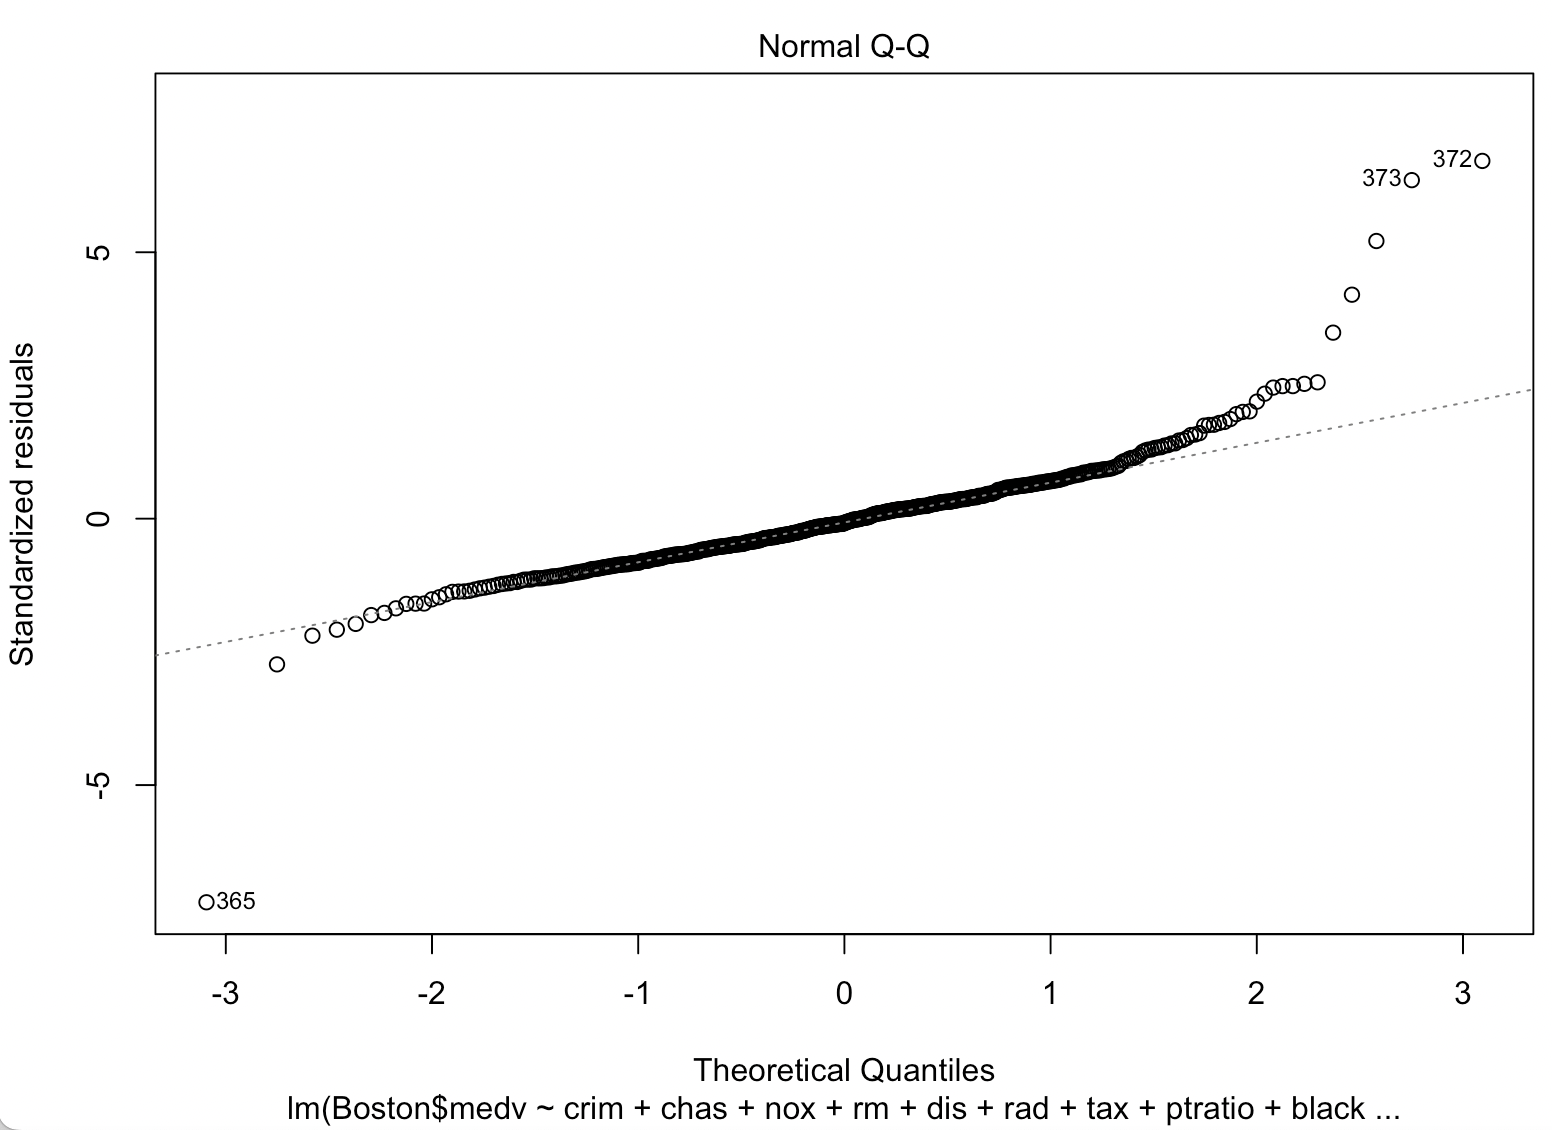 Normal Q-Q
372
373
5
0
-5
Standardized residuals
365
-3 -2 -1 0 1 2 3
Theoretical Quantiles
lm(Boston$medv ~ crim + chas + nox + rm + dis + rad + tax + ptratio + black ...